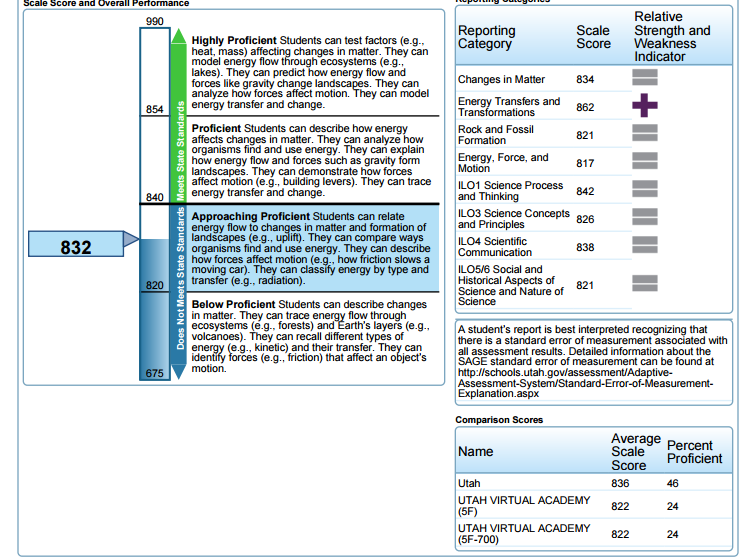 Scale Score and Overall Performance
990
Highly Proficient Students can test factors (e.g.,
heat, mass) affecting changes in matter. They can
model energy flow through ecosystems (e.g.,
lakes). They can predict how energy flow and
forces like gravity change landscapes. They can
analyze how forces affect motion. They can model
energy transfer and change.
854
Proficient Students can describe how energy
affects changes in matter. They can analyze how
organisms find and use energy. They can explain
how energy flow and forces such as gravity form
landscapes. They can demonstrate how forces
affect motion (e.g., building levers). They can trace
energy transfer and change.
840
Meets State Standards
Approaching Proficient Students can relate
energy flow to changes in matter and formation of
landscapes (e.g., uplift). They can compare ways
organisms find and use energy. They can describe
how forces affect motion (e.g., how friction slows a
moving car). They can classify energy by type and
transfer (e.g., radiation).
832
820
Below Proficient Students can describe changes
in matter. They can trace energy flow through
ecosystems (e.g., forests) and Earth's layers (e.g.,
volcanoes). They can recall different types of
energy (e.g., kinetic) and their transfer. They can
identify forces (e.g., friction) that affect an object's
motion.
675
Does Not Meets State Standards
Reporting Categories
Reporting Category Scale Score Relative Strength and Weakness Indicator
Changes in Matter 834
Energy Transfers and
Transformations 862
Rock and Fossil
Formation 821
Energy, Force, and
Motion 817
ILO1 Science Process
and Thinking 842
ILO3 Science Concepts
and Principles 826
ILO4 Scientific
Communication 838
ILO5/6 Social and
Historical Aspects of
Science and Nature of
Science 821
A student's report is best interpreted recognizing that
there is a standard error of measurement associated with
all assessment results. Detailed information about the
SAGE standard error of measurement can be found at
http://schools.utah.gov/assessment/Adaptive-
Assessment-System/Standard-Error-of-Measurement-
Explanation.aspx
Comparison Scores
Name Average Scale Score Percent Proficient
Utah 836 46
UTAH VIRTUAL ACADEMY
(5F) 822 24
UTAH VIRTUAL ACADEMY
(5F-700) 822 24